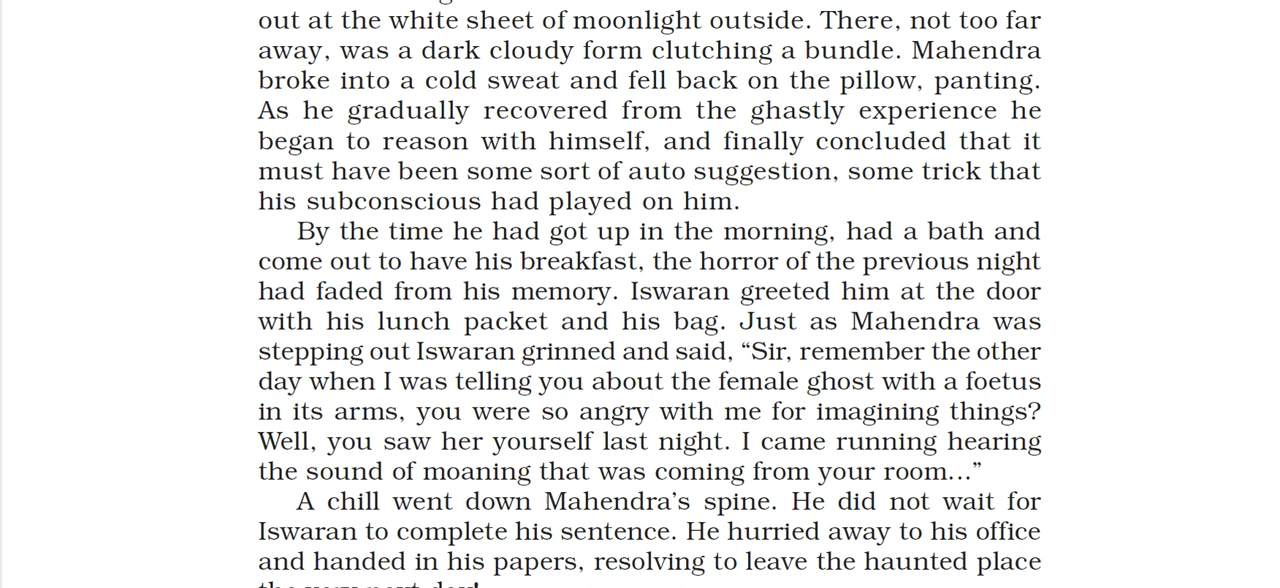 out at the white sheet of moonlight outside. There, not too far
away, was a dark cloudy form clutching a bundle. Mahendra
broke into a cold sweat and fell back on the pillow, panting.
As he gradually recovered from the ghastly experience he
began to reason with himself, and finally concluded that it
must have been some sort of auto suggestion, some trick that
his subconscious had played on him.
By the time he had got up in the morning, had a bath and
come out to have his breakfast, the horror of the previous night
had faded from his memory. Iswaran greeted him at the door
with his lunch packet and his bag. Just as Mahendra was
stepping out Iswaran grinned and said, “Sir, remember the other
day when I was telling you about the female ghost with a foetus
in its arms, you were so angry with me for imagining things?
Well, you saw her yourself last night. I came running hearing
the sound of moaning that was coming from your room...”
A chill went down Mahendra’s spine. He did not wait for
Iswaran to complete his sentence. He hurried away to his office
and handed in his papers, resolving to leave the haunted place